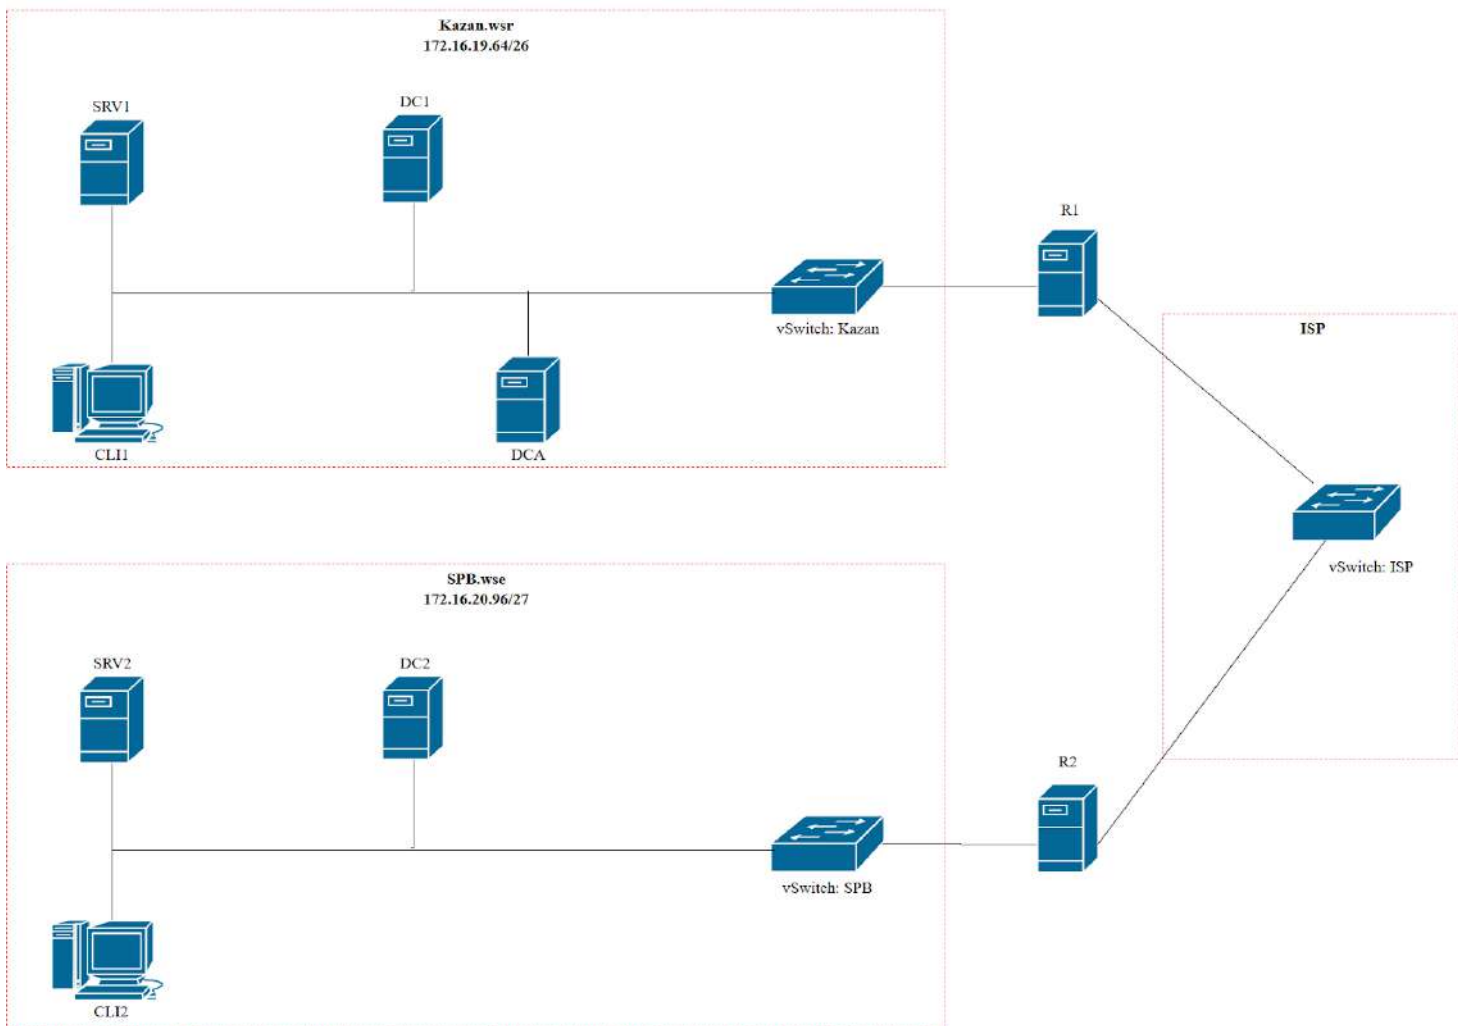 Kazan.wsr
172.16.19.64/26
SRV1
DC1
R1
vSwitch: Kazan
ISP
CLI1
DCA
vSwitch: ISP
SPB.wse
172.16.20.96/27
SRV2
DC2
R2
vSwitch: SPB
CLI2